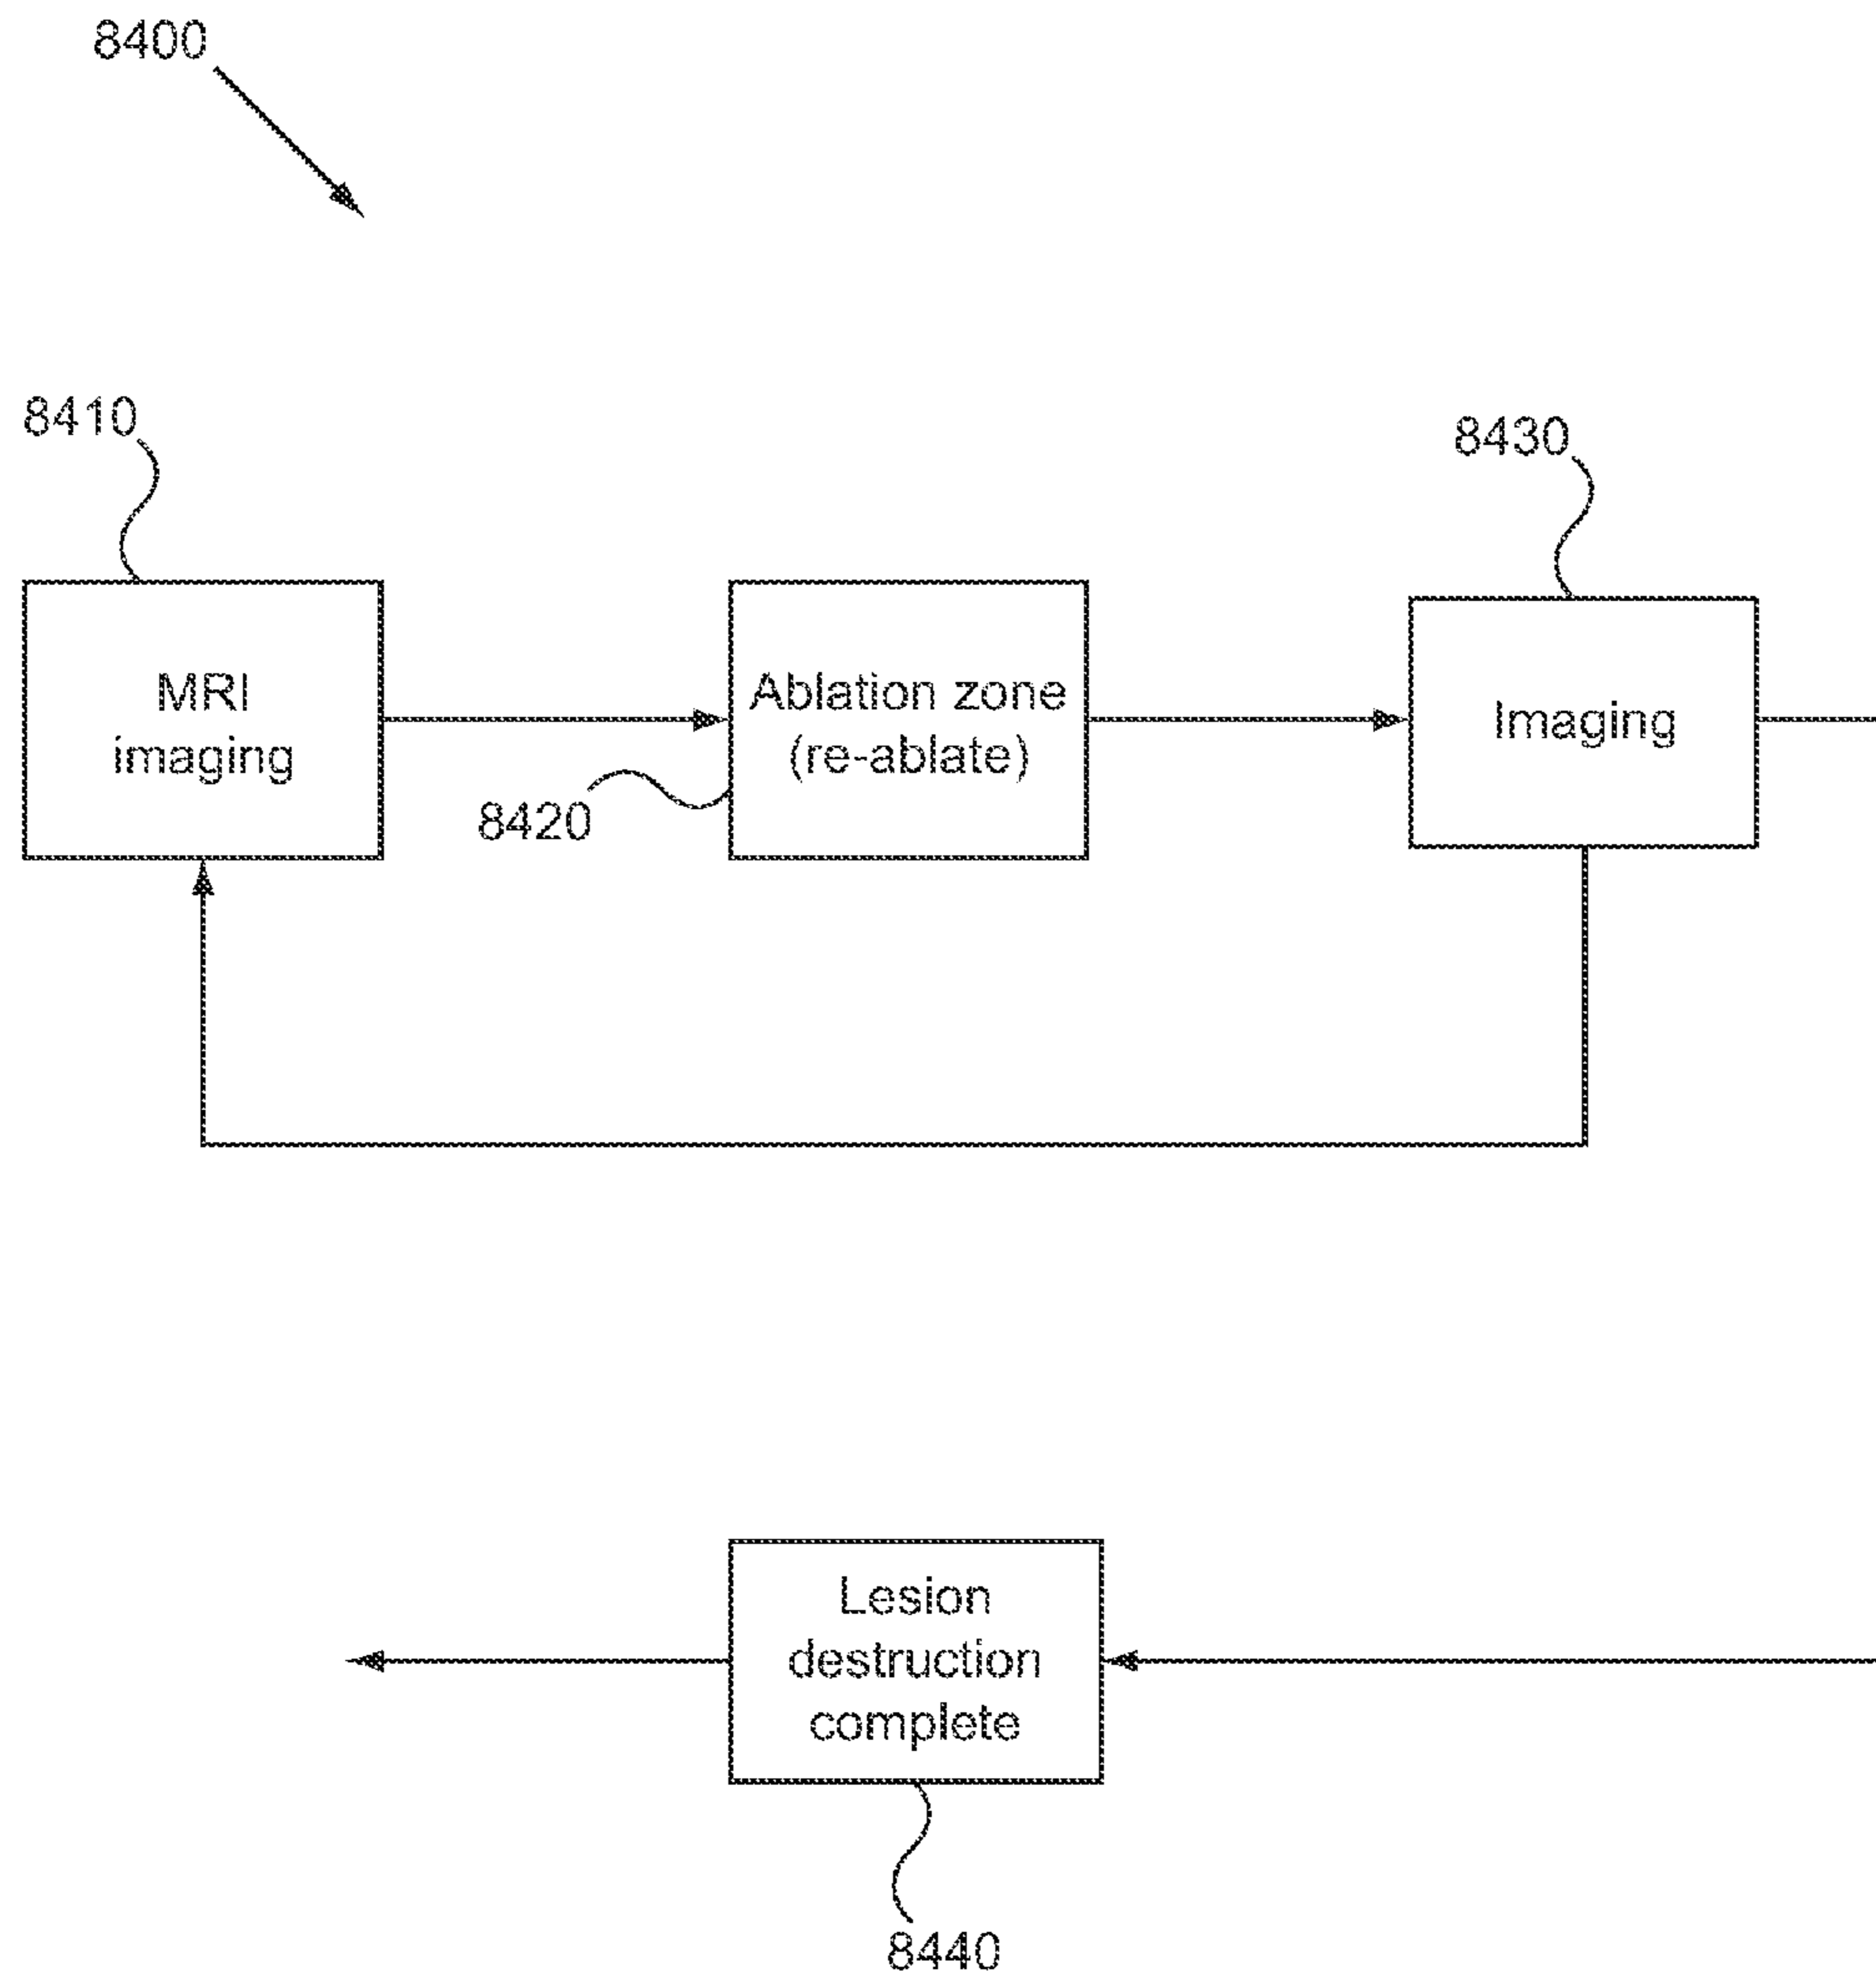 8400
8410
8430
MRI
imaging
Ablation zone
(re-ablate)
Imaging
8420
Lesion
destruction
complete
8440